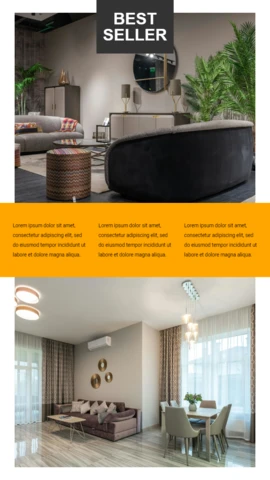 BEST
SELLER
Lorem ipsum dolor sit amet,
consectetur adipiscing elit, sed
do eiusmod tempor incididunt ut
labore et dolore magna aliqua.
Lorem ipsum dolor sit amet,
consectetur adipiscing elit, sed
do eiusmod tempor incididunt ut
labore et dolore magna aliqua.
Lorem ipsum dolor sit amet,
consectetur adipiscing elit, sed
do eiusmod tempor incididunt ut
labore et dolore magna aliqua.